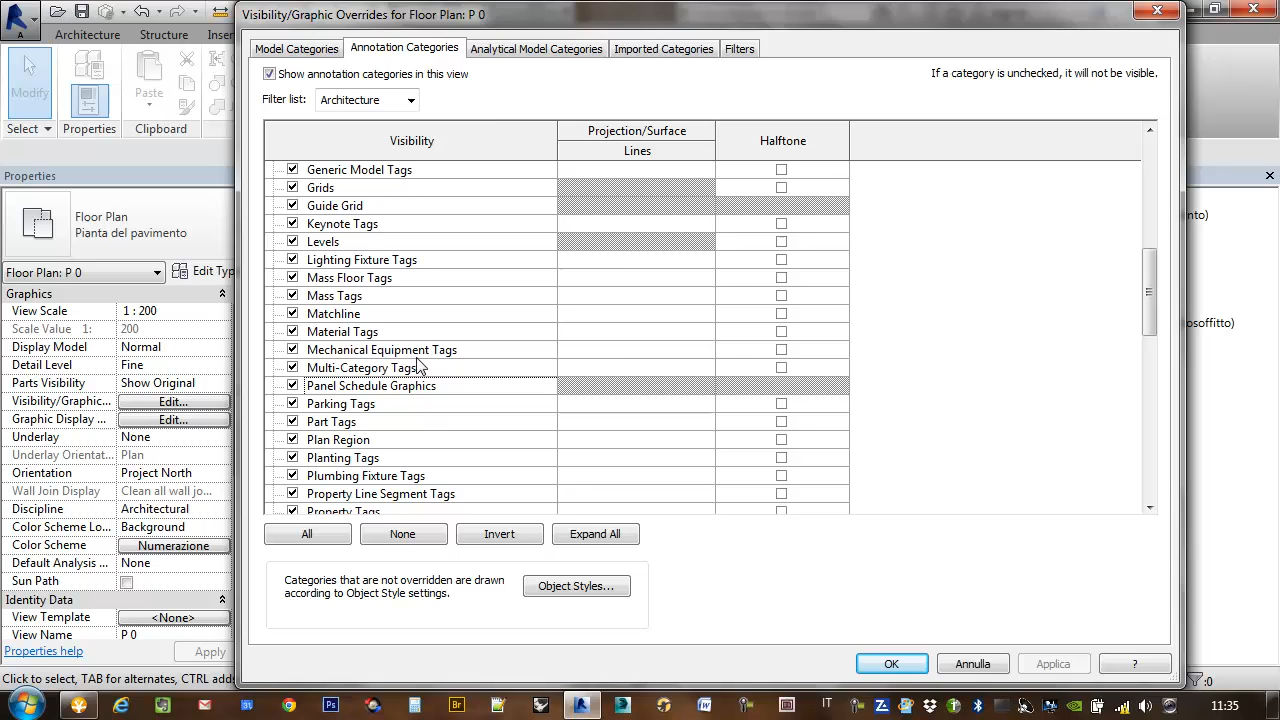 Visibility/Graphic Overrides for Floor Plan: P 0
Architecture
Structure
Inser
Modify
Paste
Select
Properties
Clipboard
Properties
Floor Plan
Pianta del pavimento
Floor Plan: P 0
Edit Typ
Graphics
View Scale 1 : 200
Scale Value 1: 200
Display Model Normal
Detail Level Fine
Parts Visibility Show Original
Visibility/Graphic... Edit...
Graphic Display ... Edit...
Underlay None
Underlay Orientat... Plan
Orientation Project North
Wall Join Display Clean all wall jo...
Discipline Architectural
Color Scheme Lo... Background
Color Scheme Numerazione
Default Analysis ... None
Sun Path
Identity Data
View Template <None>
View Name P 0
Properties help
Apply
Click to select, TAB for alternates, CTRL adds
Model Categories
Annotation Categories
Analytical Model Categories
Imported Categories
Filters
Show annotation categories in this view
If a category is unchecked, it will not be visible.
Filter list: Architecture
Visibility
Projection/Surface
Lines
Halftone
Generic Model Tags
Grids
Guide Grid
Keynote Tags
Levels
Lighting Fixture Tags
Mass Floor Tags
Mass Tags
Matchline
Material Tags
Mechanical Equipment Tags
Multi-Category Tags
Panel Schedule Graphics
Parking Tags
Part Tags
Plan Region
Planting Tags
Plumbing Fixture Tags
Property Line Segment Tags
Property Tags
All
None
Invert
Expand All
Categories that are not overridden are drawn
according to Object Style settings.
Object Styles...
OK
Annulla
Applica
?
osoffitto)
:0
IT
11:35